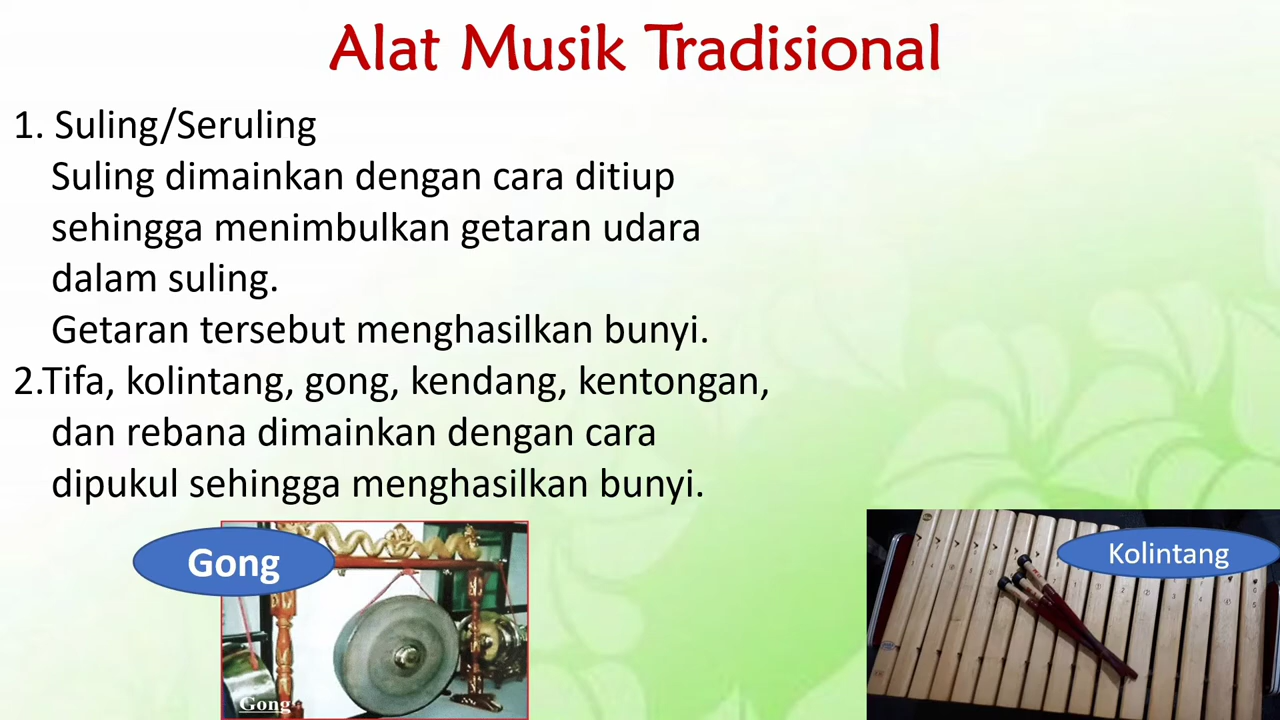 Alat Musik Tradisional
1. Suling/Seruling
Suling dimainkan dengan cara ditiup
sehingga menimbulkan getaran udara
dalam suling.
Getaran tersebut menghasilkan bunyi.
2.Tifa, kolintang, gong, kendang, kentongan,
dan rebana dimainkan dengan cara
dipukul sehingga menghasilkan bunyi.
Gong
Kolintang
Gong